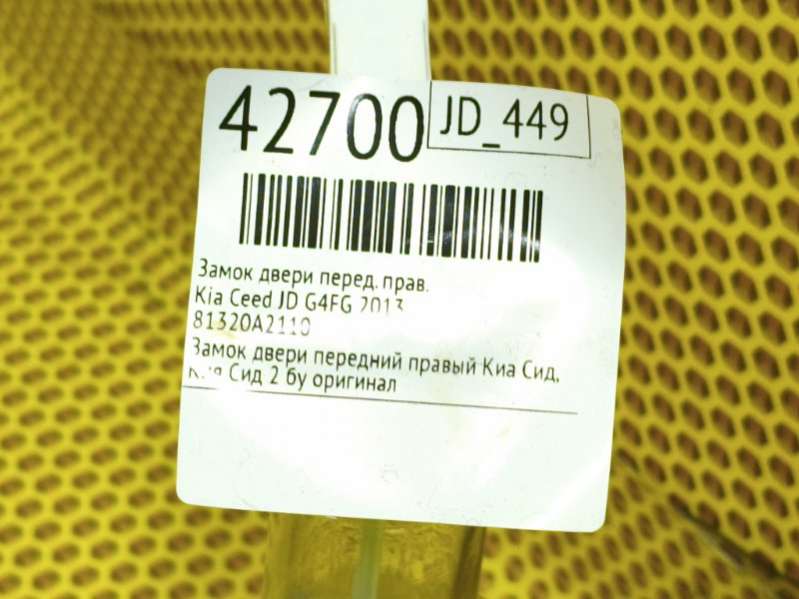 42700
JD_449
Замок двери перед. прав.
Kia Ceed JD G4FG 2013
81320A2110
Замок двери передний правый Киа Сид,
Киа Сид 2 бу оригинал